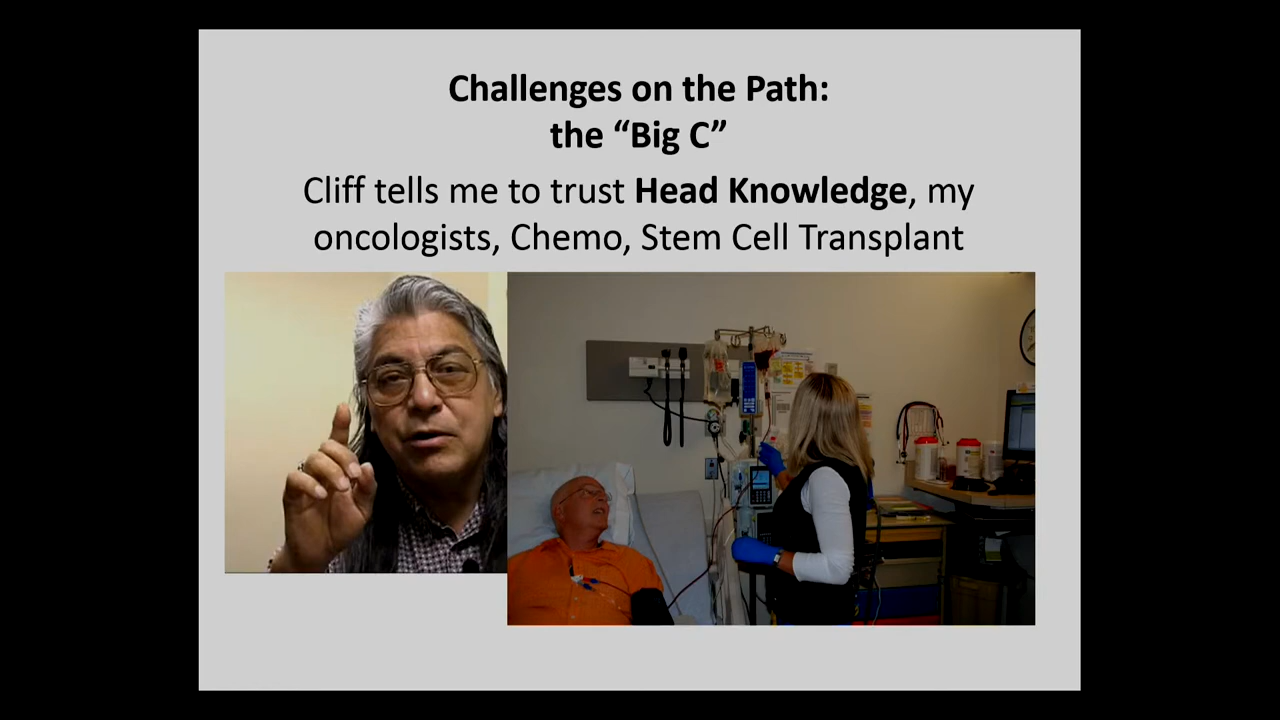 Challenges on the Path:
the “Big C”
Cliff tells me to trust Head Knowledge, my
oncologists, Chemo, Stem Cell Transplant